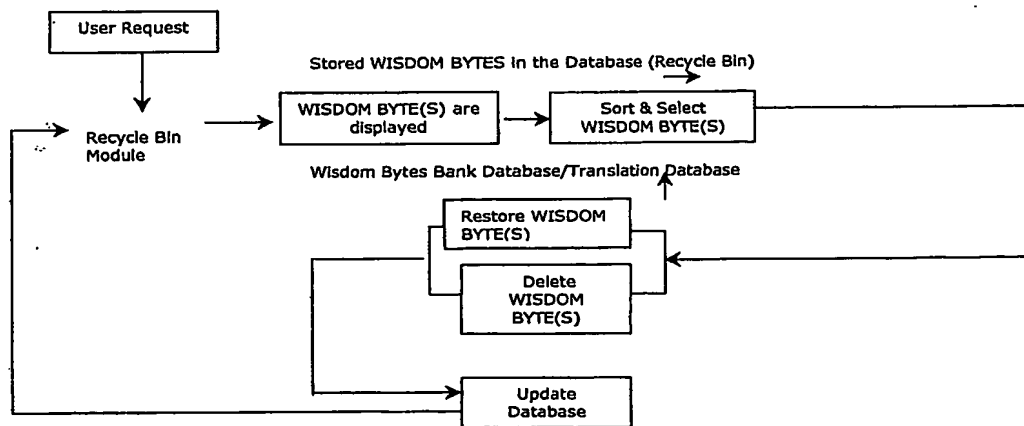 User Request
Stored WISDOM BYTES in the Database (Recycle Bin)
WISDOM BYTE(S) are
displayed
Sort & Select
WISDOM BYTE(S)
Recycle Bin
Module
Wisdom Bytes Bank Database/Translation Database
Restore WISDOM
BYTE(S)
Delete
WISDOM
BYTE(S)
Update
Database